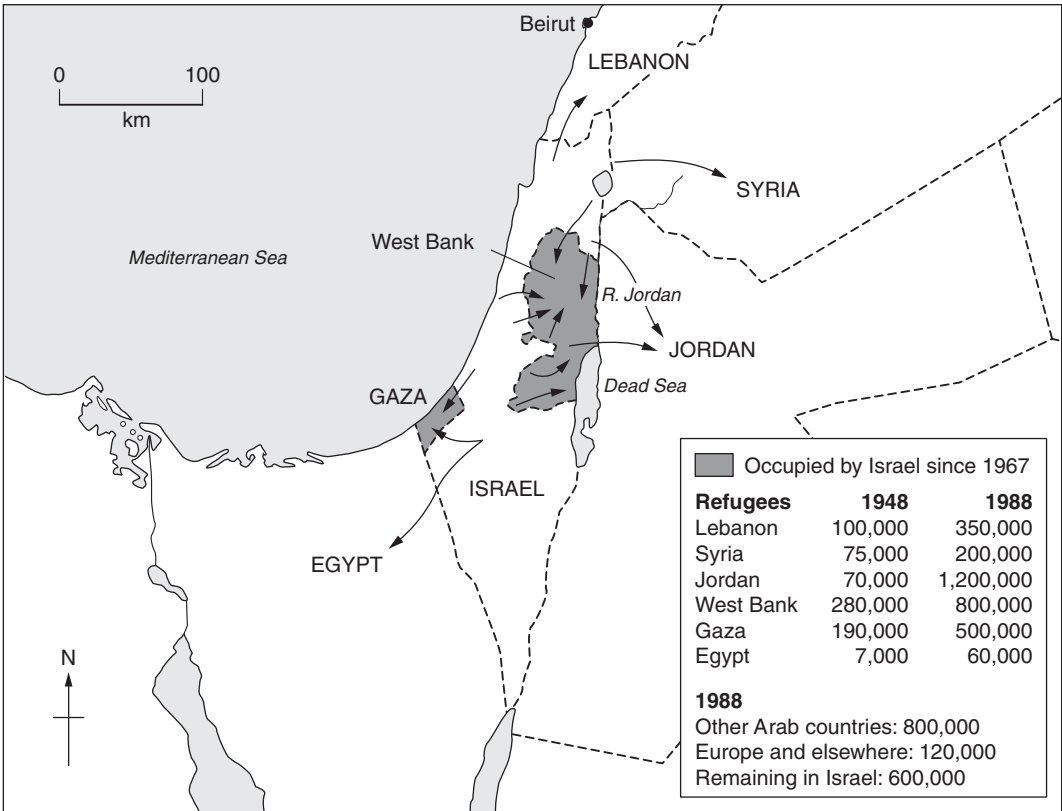 Beirut
LEBANON
0 100
km
SYRIA
West Bank
Mediterranean Sea
R. Jordan
JORDAN
GAZA
Dead Sea
ISRAEL
EGYPT
N
Occupied by Israel since 1967
Refugees 1948 1988
Lebanon 100,000 350,000
Syria 75,000 200,000
Jordan 70,000 1,200,000
West Bank 280,000 800,000
Gaza 190,000 500,000
Egypt 7,000 60,000
1988
Other Arab countries: 800,000
Europe and elsewhere: 120,000
Remaining in Israel: 600,000